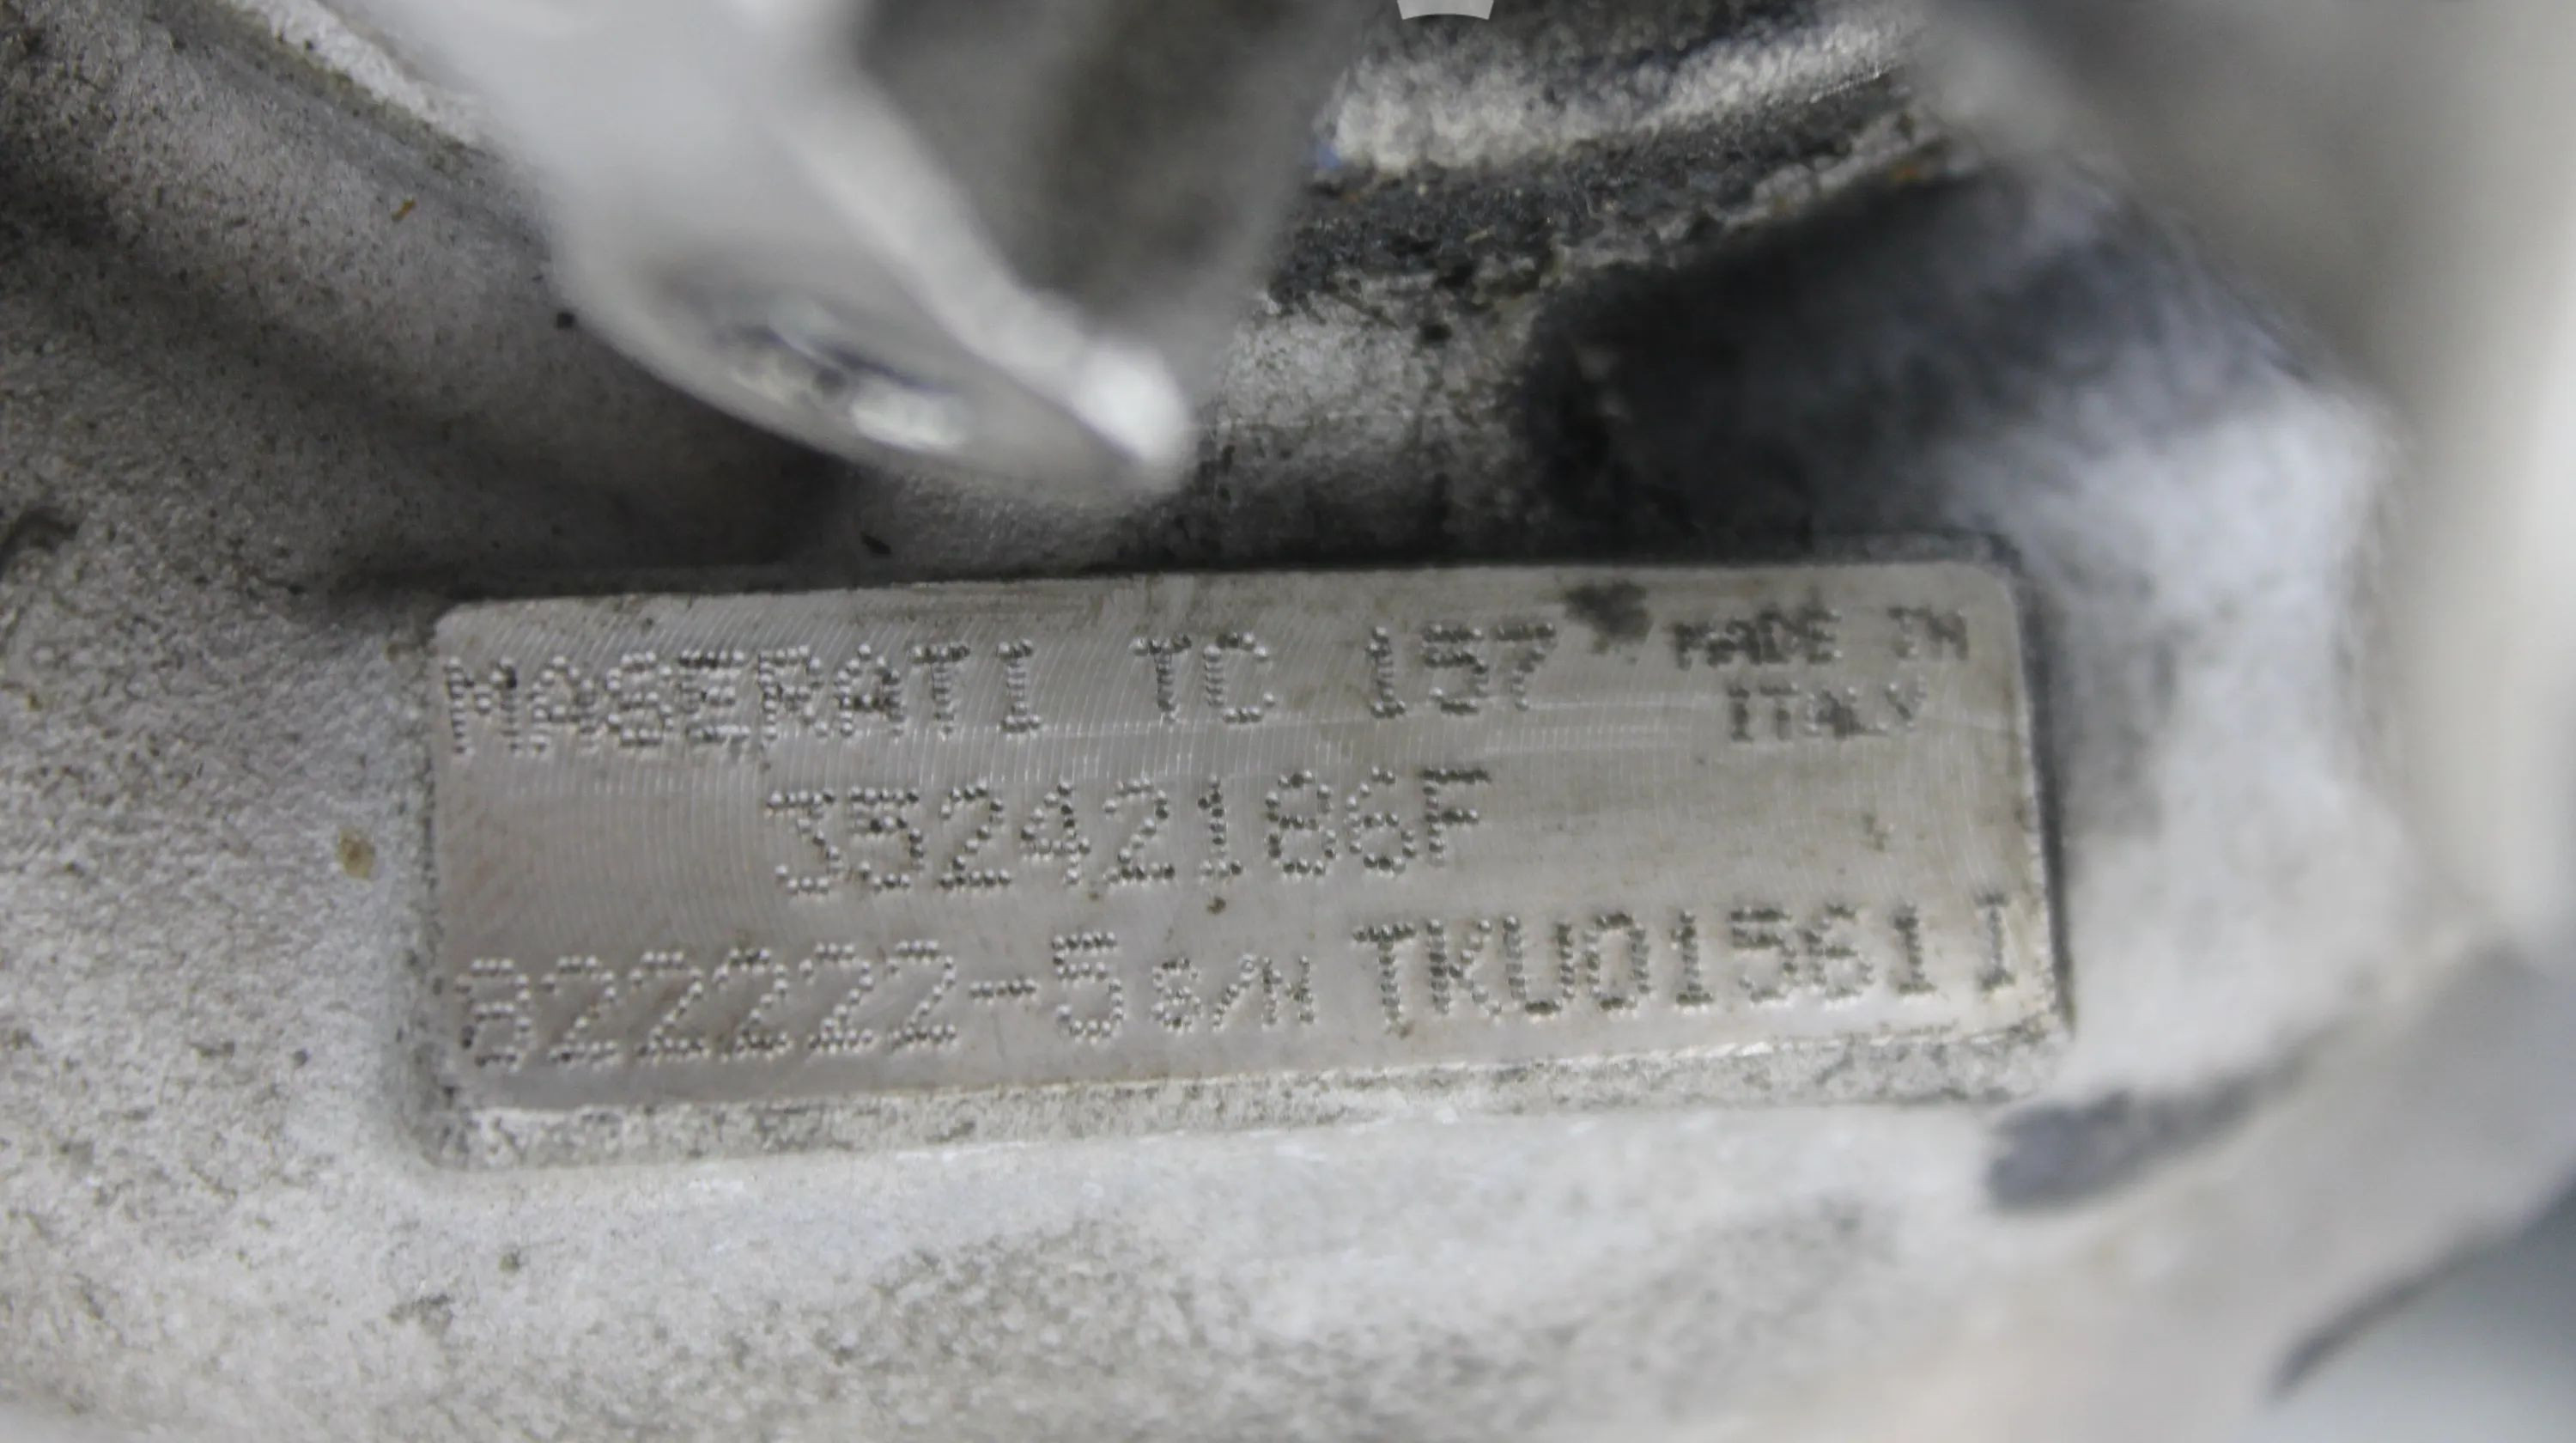 MASERATI TC 157 MADE IN
ITALY
35242186F
822222-5 S/N TKU01561 I